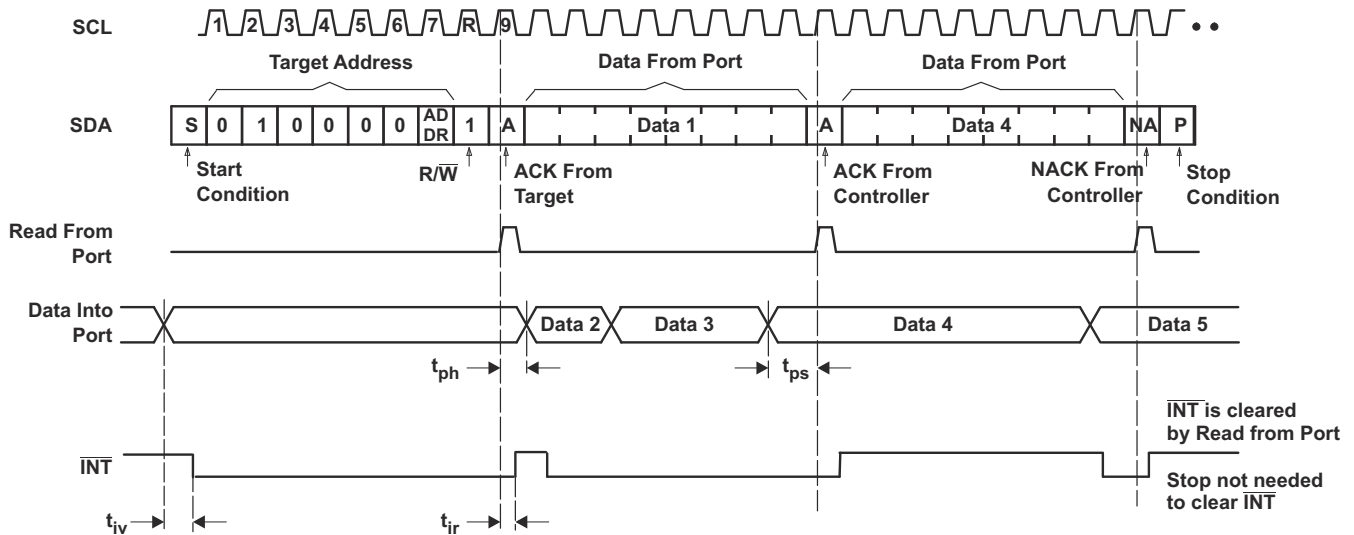 SCL 1 2 3 4 5 6 7 R 9
Target Address Data From Port Data From Port
SDA S 0 1 0 0 0 0 AD DR 1 A Data 1 A Data 4 NA P
Start Condition
R/W̅
ACK From Target
ACK From Controller
NACK From Controller
Stop Condition
Read From Port
Data Into Port
Data 2 Data 3 Data 4 Data 5
tph tps
I̅N̅T̅ is cleared
by Read from Port
I̅N̅T̅
Stop not needed
to clear I̅N̅T̅
tiv tir